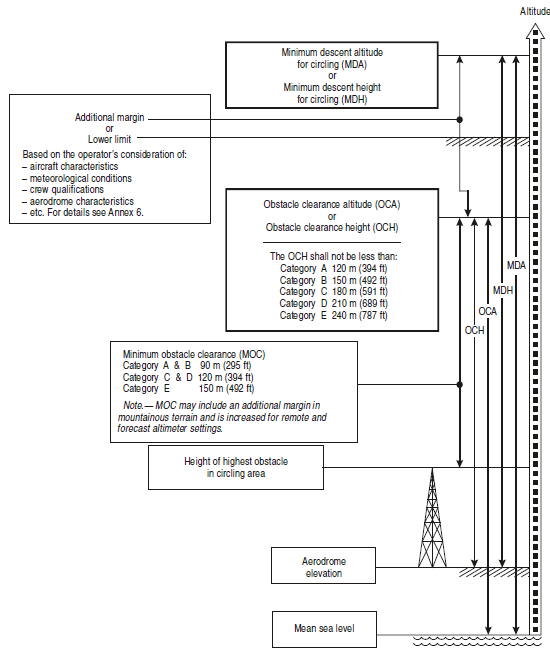 Altitude
Minimum descent altitude
for circling (MDA)
or
Minimum descent height
for circling (MDH)
Additional margin
or
Lower limit
Based on the operator's consideration of:
– aircraft characteristics
– meteorological conditions
– crew qualifications
– aerodrome characteristics
– etc. For details see Annex 6.
Obstacle clearance altitude (OCA)
or
Obstacle clearance height (OCH)
The OCH shall not be less than:
Category A 120 m (394 ft)
Category B 150 m (492 ft)
Category C 180 m (591 ft)
Category D 210 m (689 ft)
Category E 240 m (787 ft)
MDA
MDH
OCA
OCH
Minimum obstacle clearance (MOC)
Category A & B 90 m (295 ft)
Category C & D 120 m (394 ft)
Category E 150 m (492 ft)
Note.— MOC may include an additional margin in
mountainous terrain and is increased for remote and
forecast altimeter settings.
Height of highest obstacle
in circling area
Aerodrome
elevation
Mean sea level